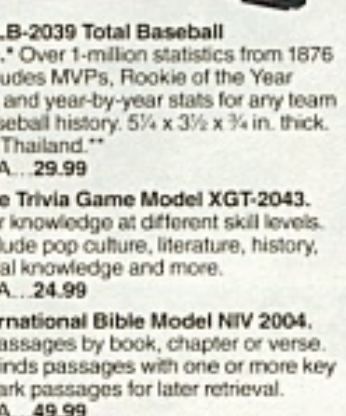 LB-2039 Total Baseball
.* Over 1-million statistics from 1876
udes MVPs, Rookie of the Year
and year-by-year stats for any team
seball history. 5¼ x 3½ x ¾ in. thick.
Thailand.**
A...29.99
e Trivia Game Model XGT-2043.
r knowledge at different skill levels.
lude pop culture, literature, history,
al knowledge and more.
A...24.99
rnational Bible Model NIV 2004.
assages by book, chapter or verse.
inds passages with one or more key
ark passages for later retrieval.
A...49.99